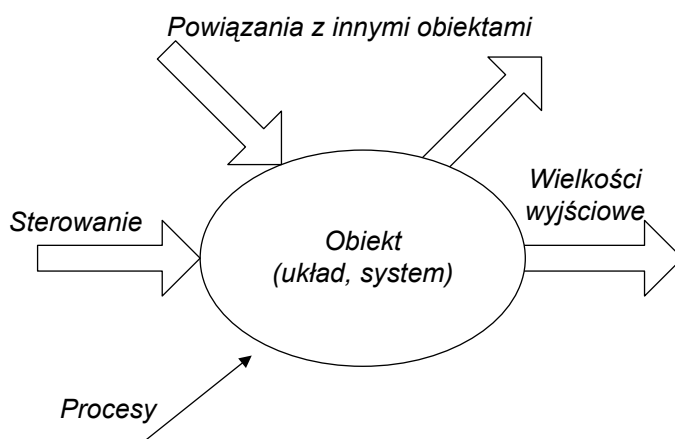 Powiązania z innymi obiektami
Sterowanie
Wielkości
wyjściowe
Obiekt
(układ, system)
Procesy